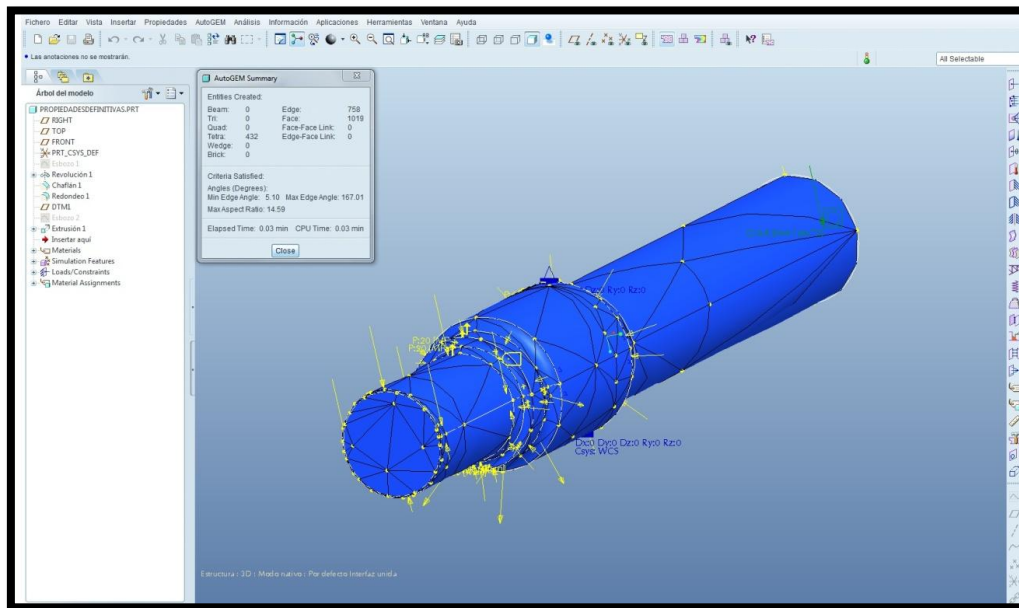 Fichero Editar Vista Insertar Propiedades AutoGEM Análisis Información Aplicaciones Herramientas Ventana Ayuda
• Las anotaciones no se mostrarán.
All Selectable
Árbol del modelo
PROPIEDADESDEFINITIVAS.PRT
RIGHT
TOP
FRONT
PRT_CSYS_DEF
Esbozo 1
Revolución 1
Chaflán 1
Redondeo 1
DTM1
Esbozo 2
Extrusión 1
Insertar aquí
Materials
Simulation Features
Loads/Constraints
Material Assignments
AutoGEM Summary
Entities Created:
Beam: 0 Edge: 758
Tri: 0 Face: 1019
Quad: 0 Face-Face Link: 0
Tetra: 432 Edge-Face Link: 0
Wedge: 0
Brick: 0
Criteria Satisfied:
Angles (Degrees):
Min Edge Angle: 5.10 Max Edge Angle: 167.01
Max Aspect Ratio: 14.59
Elapsed Time: 0.03 min CPU Time: 0.03 min
Close
Dz:0 Ry:0 Rz:0
Dx:0 Dy:0 Dz:0 Ry:0 Rz:0
Csys: WCS
Estructura : 3D : Modo nativo : Por defecto Interfaz unida